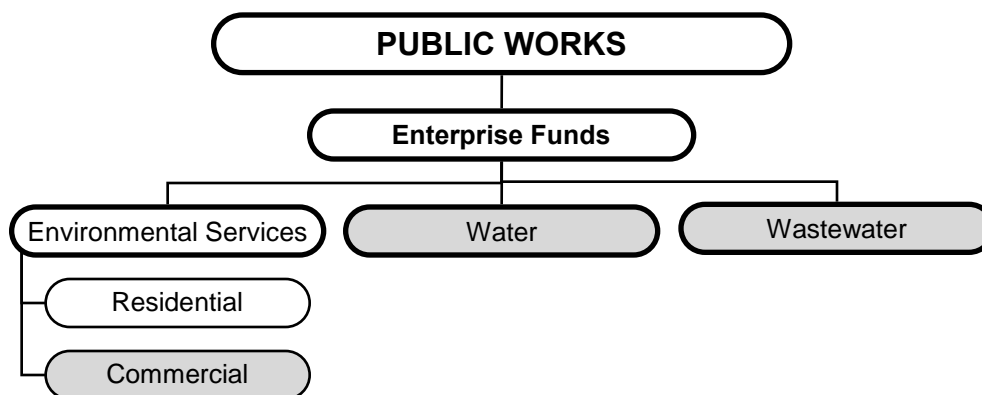 PUBLIC WORKS
Enterprise Funds
Environmental Services
Water
Wastewater
Residential
Commercial